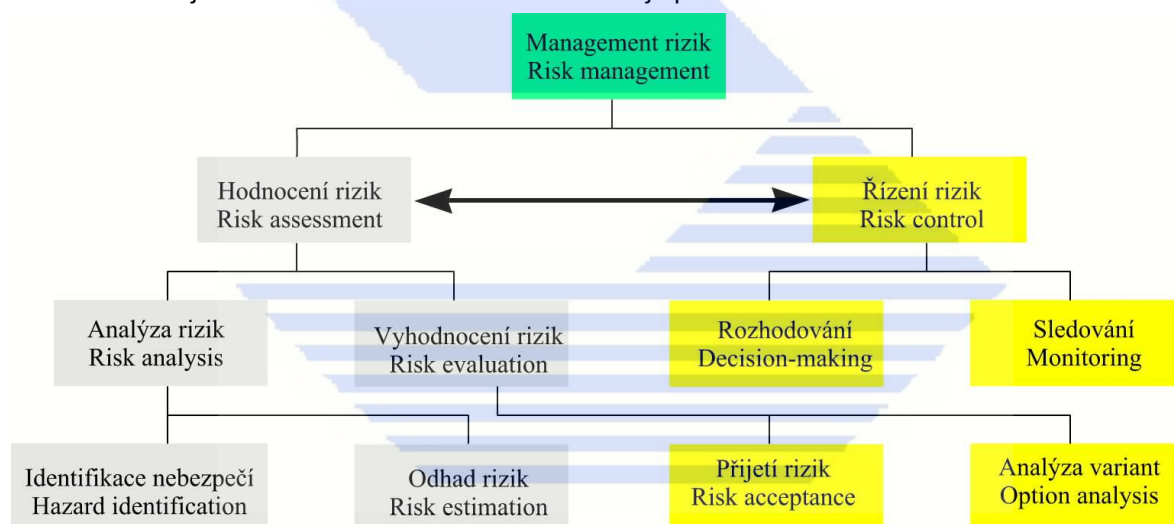 Management rizik
Risk management
Hodnocení rizik
Risk assessment
Řízení rizik
Risk control
Analýza rizik
Risk analysis
Vyhodnocení rizik
Risk evaluation
Rozhodování
Decision-making
Sledování
Monitoring
Identifikace nebezpečí
Hazard identification
Odhad rizik
Risk estimation
Přijetí rizik
Risk acceptance
Analýza variant
Option analysis